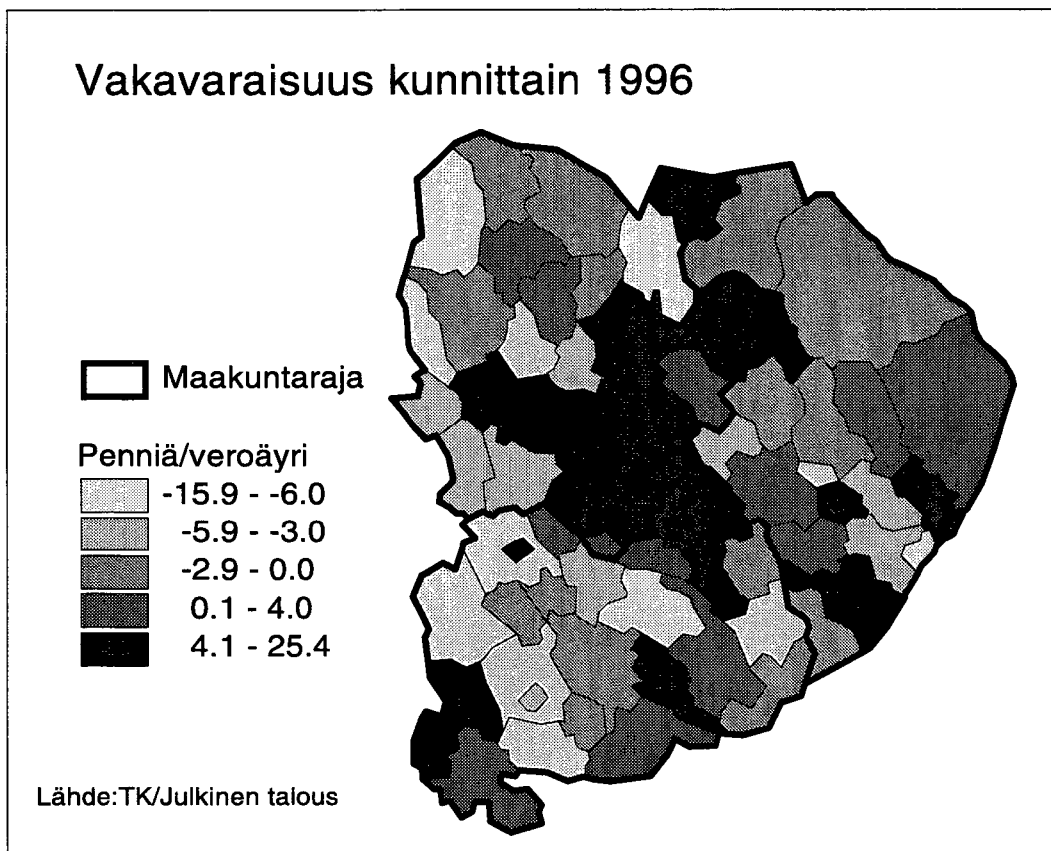 Vakavaraisuus kunnittain 1996
Maakuntaraja
Penniä/veroäyri
-15.9 - -6.0
-5.9 - -3.0
-2.9 - 0.0
0.1 - 4.0
4.1 - 25.4
Lähde:TK/Julkinen talous